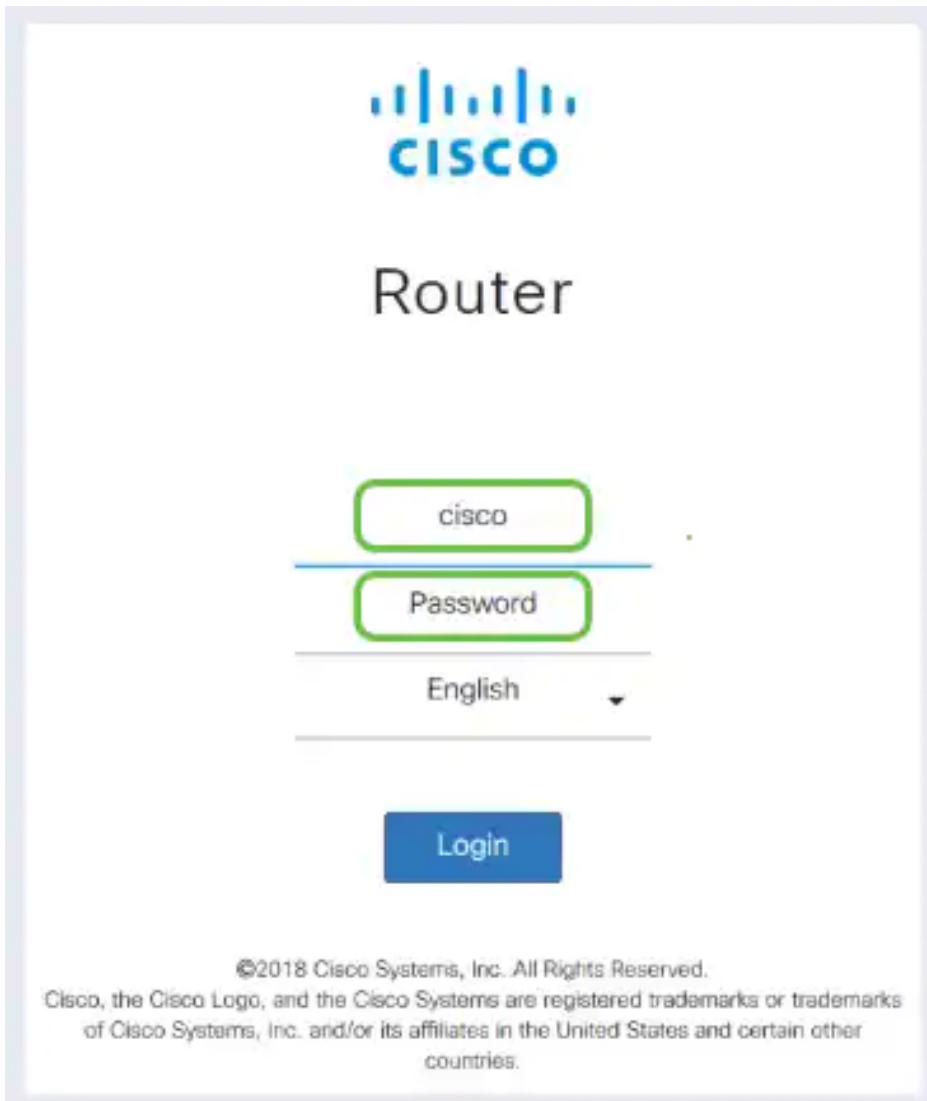 CISCO
Router
cisco
Password
English
Login
©2018 Cisco Systems, Inc. All Rights Reserved.
Cisco, the Cisco Logo, and the Cisco Systems are registered trademarks or trademarks
of Cisco Systems, Inc. and/or its affiliates in the United States and certain other
countries.